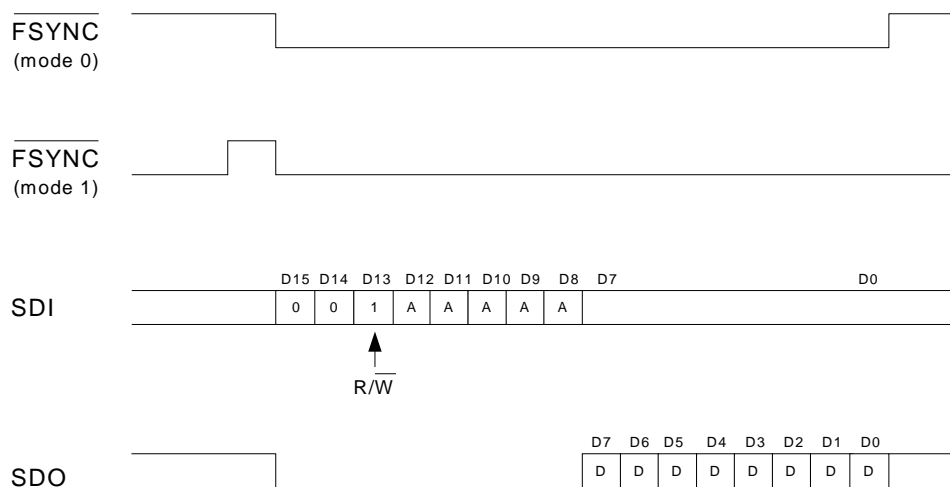 FSYNC
(mode 0)
FSYNC
(mode 1)
D15 D14 D13 D12 D11 D10 D9 D8 D7 D0
SDI 0 0 1 A A A A A
R/W
D7 D6 D5 D4 D3 D2 D1 D0
SDO D D D D D D D D